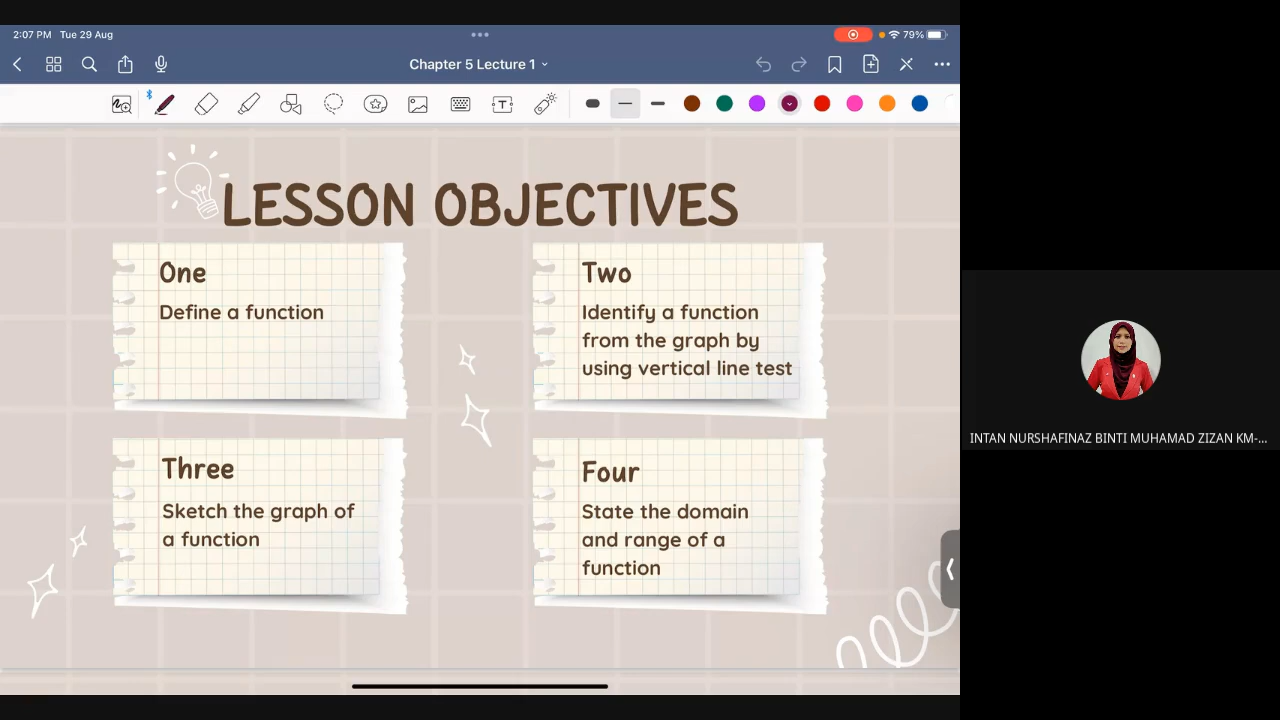 2:07 PM Tue 29 Aug
79%
Chapter 5 Lecture 1
T
LESSON OBJECTIVES
One
Define a function
Two
Identify a function
from the graph by
using vertical line test
Three
Sketch the graph of
a function
Four
State the domain
and range of a
function
INTAN NURSHAFINAZ BINTI MUHAMAD ZIZAN KM-...